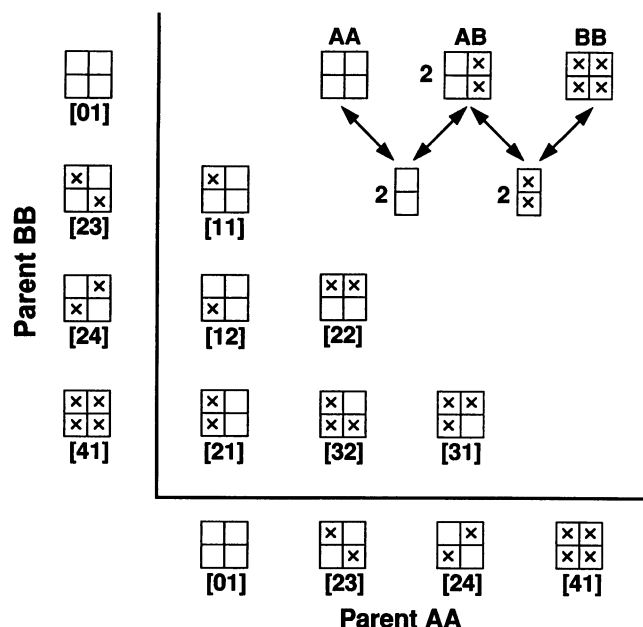 AA AB BB
2
[01]
2 2
[23] [11]
[24] [12] [22]
[41] [21] [32] [31]
[01] [23] [24] [41]
Parent BB
Parent AA